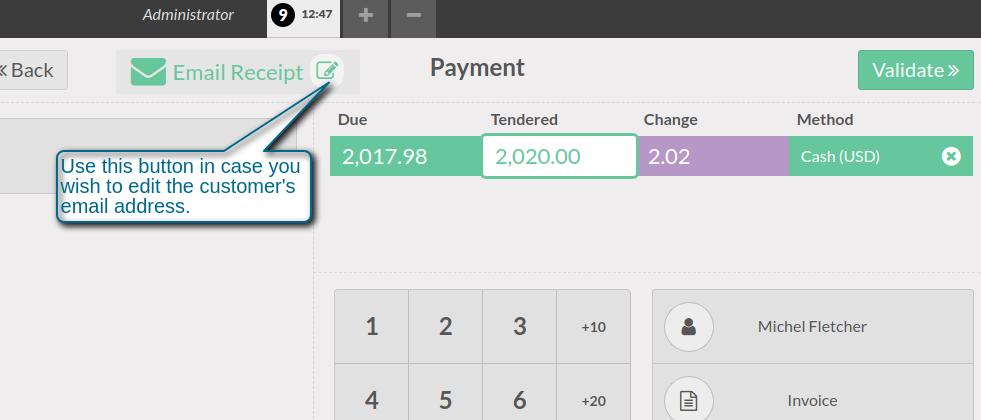 Administrator
9 12:47
+
−
« Back
Email Receipt
Payment
Validate »
Use this button in case you
wish to edit the customer's
email address.
Due Tendered Change Method
2,017.98 2,020.00 2.02 Cash (USD)
1 2 3 +10
4 5 6 +20
Michel Fletcher
Invoice